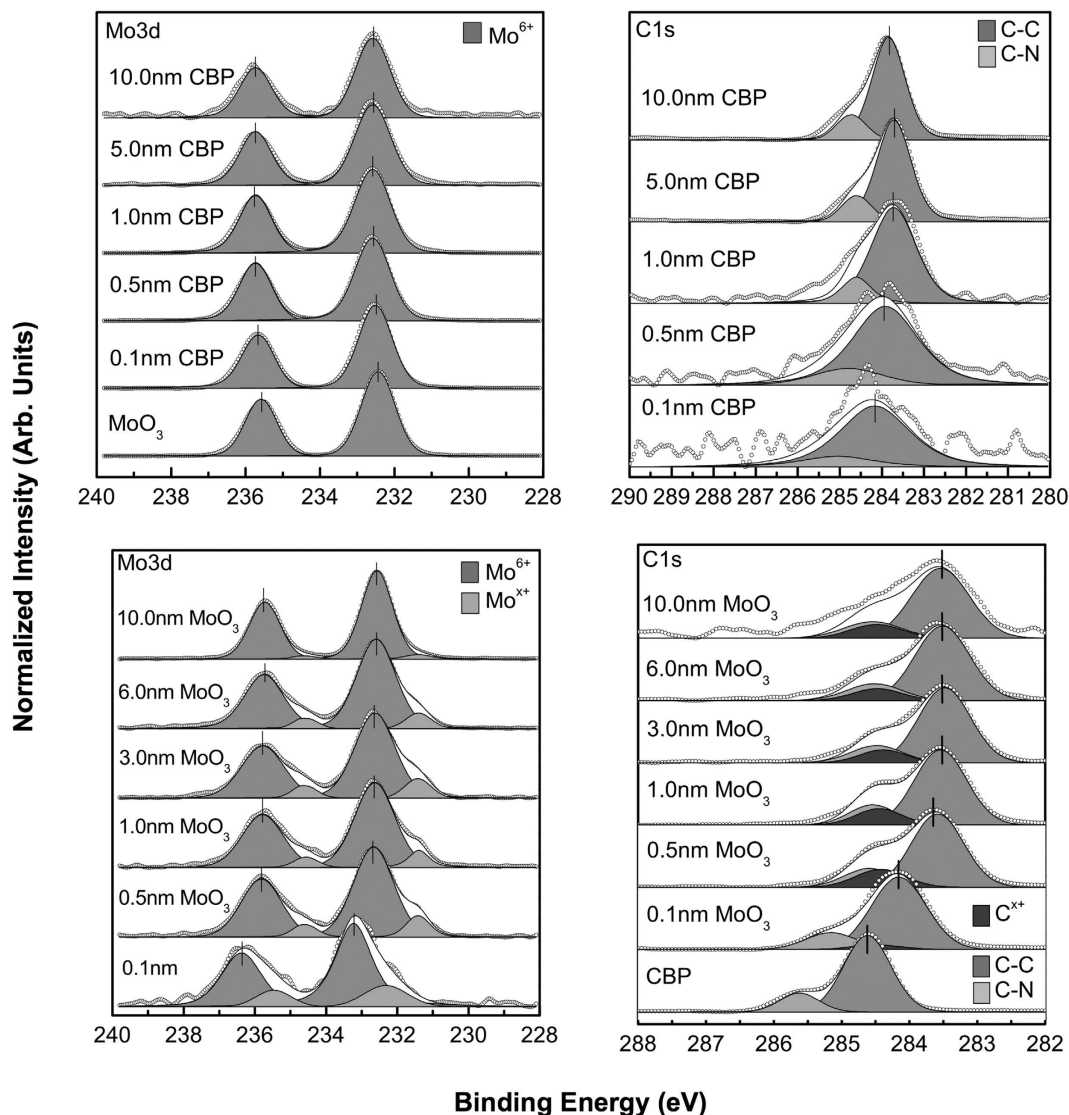 Normalized Intensity (Arb. Units)
Mo3d
Mo6+
10.0nm CBP
5.0nm CBP
1.0nm CBP
0.5nm CBP
0.1nm CBP
MoO3
240 238 236 234 232 230 228
C1s
C-C
C-N
10.0nm CBP
5.0nm CBP
1.0nm CBP
0.5nm CBP
0.1nm CBP
290 289 288 287 286 285 284 283 282 281 280
Mo3d
Mo6+
Mox+
10.0nm MoO3
6.0nm MoO3
3.0nm MoO3
1.0nm MoO3
0.5nm MoO3
0.1nm
240 238 236 234 232 230 228
C1s
10.0nm MoO3
6.0nm MoO3
3.0nm MoO3
1.0nm MoO3
0.5nm MoO3
0.1nm MoO3
Cx+
CBP
C-C
C-N
288 287 286 285 284 283 282
Binding Energy (eV)